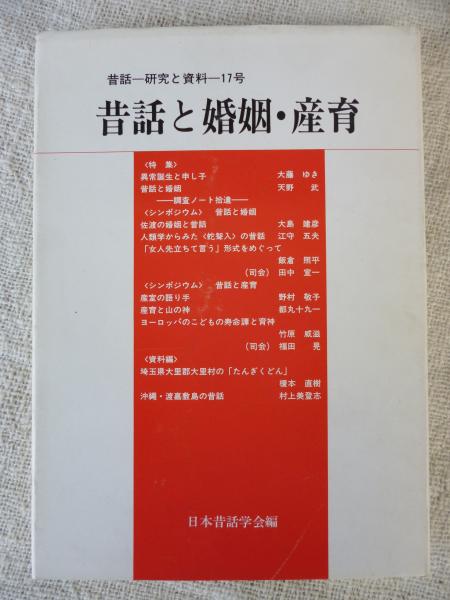 昔話―研究と資料―17号
昔話と婚姻・産育
〈特 集〉
異常誕生と申し子 大藤 ゆき
昔話と婚姻 天野 武
――調査ノート拾遺――
〈シンポジウム〉 昔話と婚姻
佐渡の婚姻と昔話 大島 建彦
人類学からみた〈蛇聟入〉の昔話 江守 五夫
「女人先立ちて言う」形式をめぐって
飯倉 照平
(司会) 田中 宣一
〈シンポジウム〉 昔話と産育
産室の語り手 野村 敬子
産育と山の神 都丸十九一
ヨーロッパのこどもの寿命譚と育神
竹原 威滋
(司会) 福田 晃
〈資料編〉
埼玉県大里郡大里村の「たんぎくどん」
榎本 直樹
沖縄・渡嘉敷島の昔話 村上美登志
日本昔話学会編